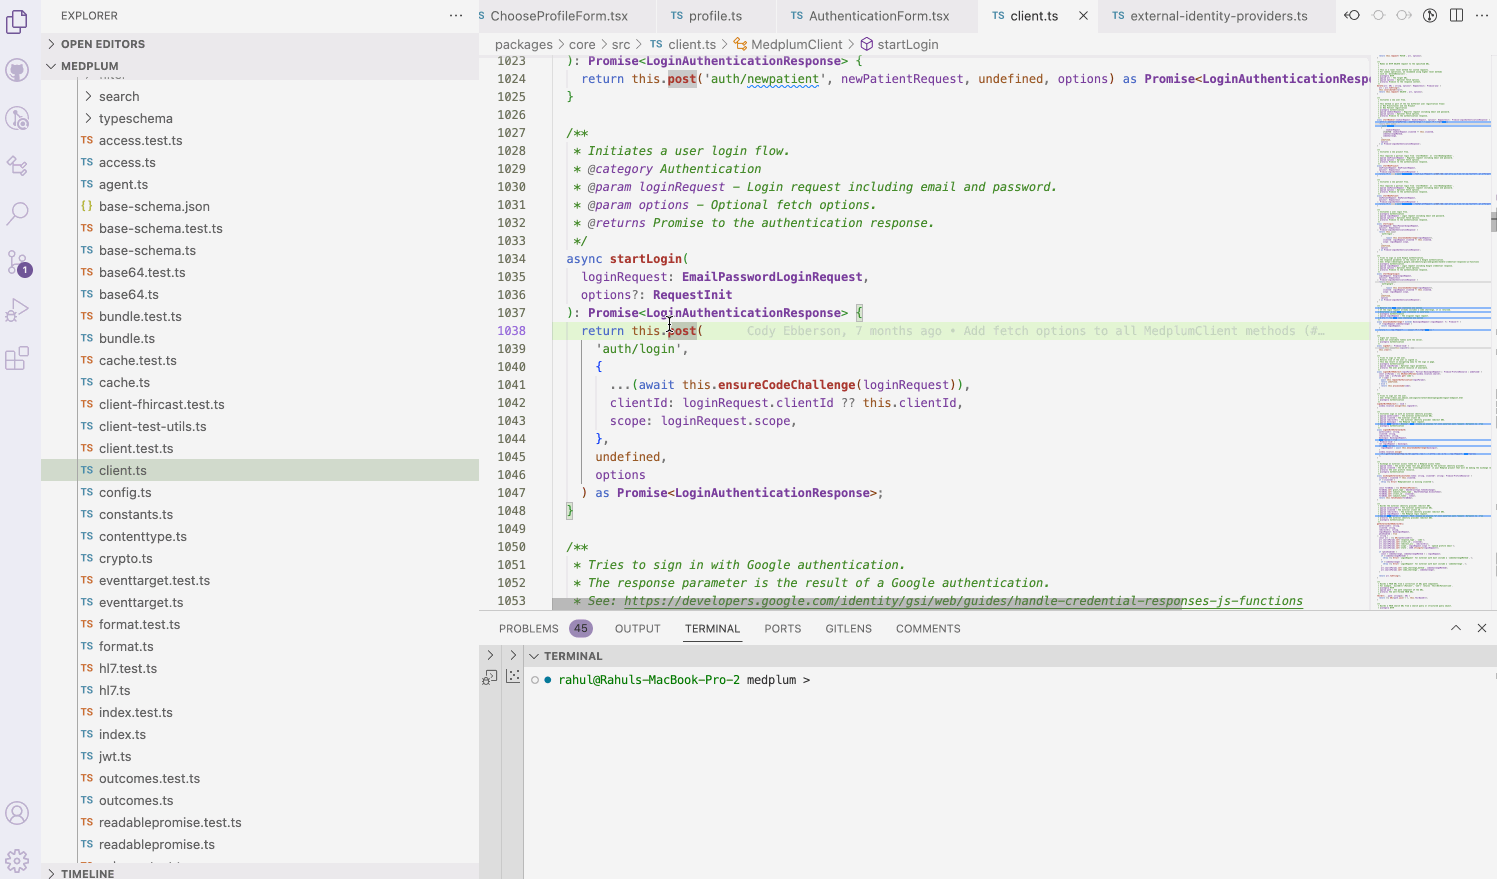 EXPLORER
OPEN EDITORS
MEDPLUM
search
typeschema
TS access.test.ts
TS access.ts
TS agent.ts
{} base-schema.json
TS base-schema.test.ts
TS base-schema.ts
TS base64.test.ts
TS base64.ts
TS bundle.test.ts
TS bundle.ts
TS cache.test.ts
TS cache.ts
TS client-fhircast.test.ts
TS client-test-utils.ts
TS client.test.ts
TS client.ts
TS config.ts
TS constants.ts
TS contenttype.ts
TS crypto.ts
TS eventtarget.test.ts
TS eventtarget.ts
TS format.test.ts
TS format.ts
TS hl7.test.ts
TS hl7.ts
TS index.test.ts
TS index.ts
TS jwt.ts
TS outcomes.test.ts
TS outcomes.ts
TS readablepromise.test.ts
TS readablepromise.ts
TIMELINE
1
ChooseProfileForm.tsx
TS profile.ts
TS AuthenticationForm.tsx
TS client.ts
TS external-identity-providers.ts
packages > core > src > TS client.ts > MedplumClient > startLogin
1023 ): Promise<LoginAuthenticationResponse> {
1024 return this.post('auth/newpatient', newPatientRequest, undefined, options) as Promise<LoginAuthenticationResp
1025 }
1026
1027 /**
1028 * Initiates a user login flow.
1029 * @category Authentication
1030 * @param loginRequest - Login request including email and password.
1031 * @param options - Optional fetch options.
1032 * @returns Promise to the authentication response.
1033 */
1034 async startLogin(
1035 loginRequest: EmailPasswordLoginRequest,
1036 options?: RequestInit
1037 ): Promise<LoginAuthenticationResponse> {
1038 return this.post( Cody Ebberson, 7 months ago • Add fetch options to all MedplumClient methods (#…
1039 'auth/login',
1040 {
1041 ...(await this.ensureCodeChallenge(loginRequest)),
1042 clientId: loginRequest.clientId ?? this.clientId,
1043 scope: loginRequest.scope,
1044 },
1045 undefined,
1046 options
1047 ) as Promise<LoginAuthenticationResponse>;
1048 }
1049
1050 /**
1051 * Tries to sign in with Google authentication.
1052 * The response parameter is the result of a Google authentication.
1053 * See: https://developers.google.com/identity/gsi/web/guides/handle-credential-responses-js-functions
PROBLEMS 45 OUTPUT TERMINAL PORTS GITLENS COMMENTS
TERMINAL
rahul@Rahuls-MacBook-Pro-2 medplum >